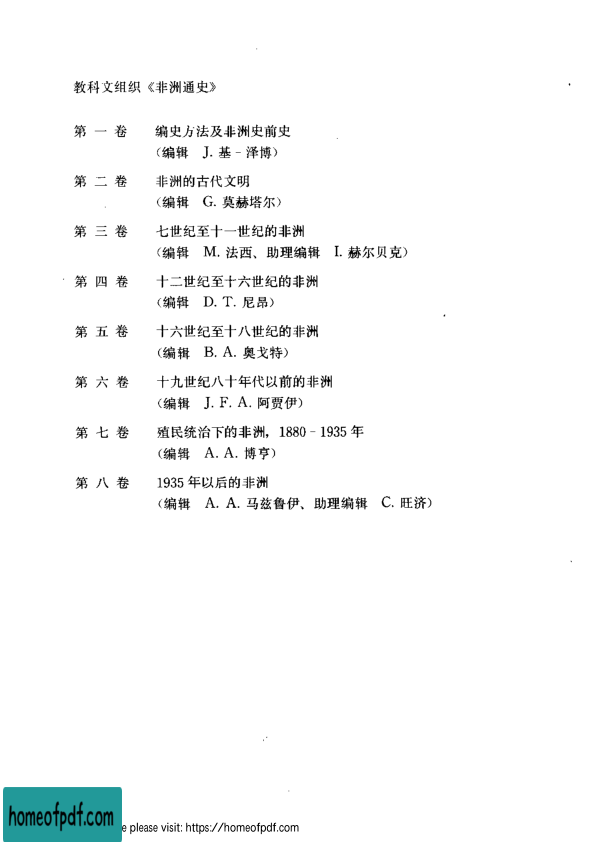 教科文组织《非洲通史》
第一卷 编史方法及非洲史前史
（编辑 J. 基-泽博）
第二卷 非洲的古代文明
（编辑 G. 莫赫塔尔）
第三卷 七世纪至十一世纪的非洲
（编辑 M. 法西、助理编辑 I. 赫尔贝克）
第四卷 十二世纪至十六世纪的非洲
（编辑 D. T. 尼昂）
第五卷 十六世纪至十八世纪的非洲
（编辑 B. A. 奥戈特）
第六卷 十九世纪八十年代以前的非洲
（编辑 J. F. A. 阿贾伊）
第七卷 殖民统治下的非洲，1880-1935年
（编辑 A. A. 博亨）
第八卷 1935年以后的非洲
（编辑 A. A. 马兹鲁伊、助理编辑 C. 旺济）
homeofpdf.com
e please visit: https://homeofpdf.com